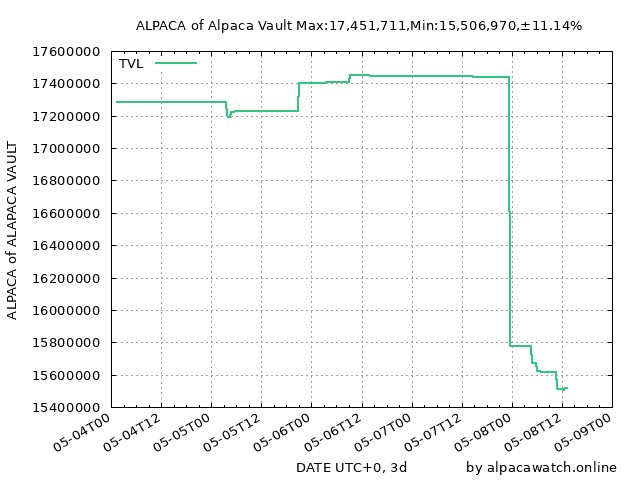 ALPACA of Alpaca Vault Max:17,451,711,Min:15,506,970,±11.14%
TVL
17600000
17400000
17200000
17000000
16800000
16600000
16400000
16200000
16000000
15800000
15600000
15400000
ALPACA of ALAPACA VAULT
05-04T00
05-04T12
05-05T00
05-05T12
05-06T00
05-06T12
05-07T00
05-07T12
05-08T00
05-08T12
05-09T00
DATE UTC+0, 3d
by alpacawatch.online